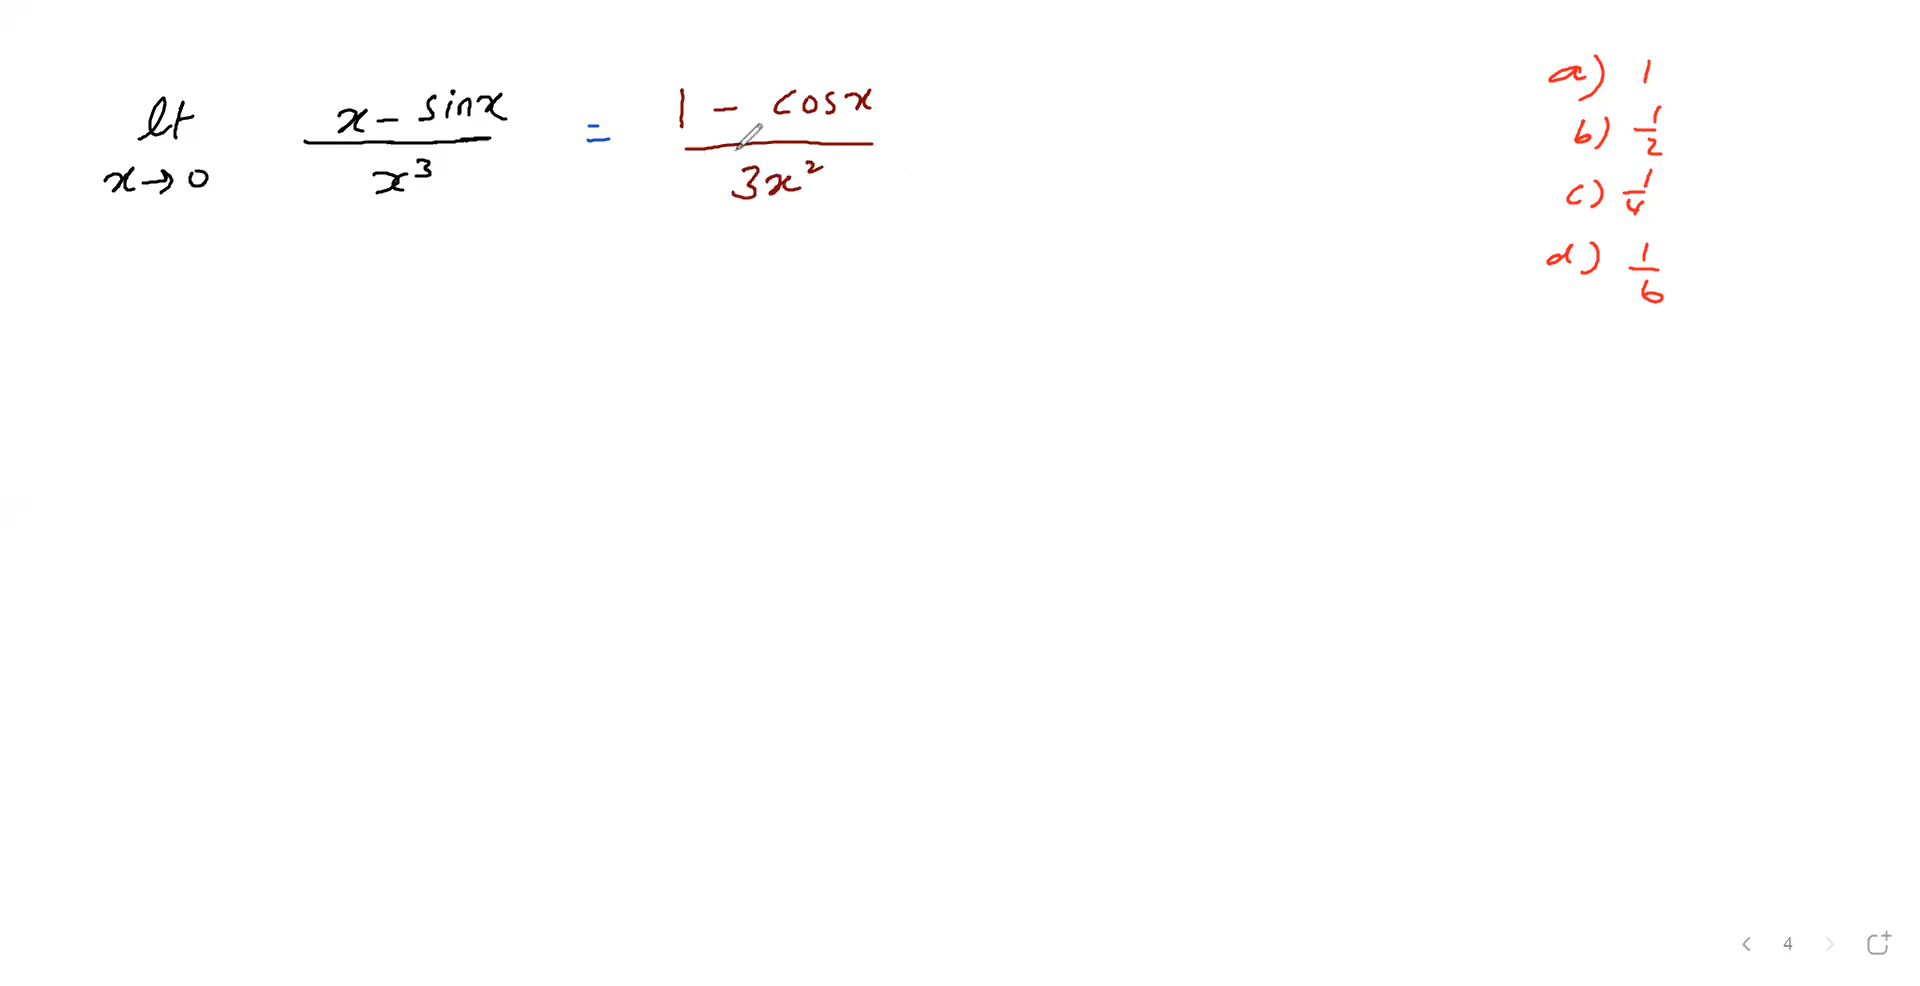 lt x→0 x - sinx / x³ = 1 - cosx / 3x²
a) 1
b) 1/2
c) 1/4
d) 1/6
4